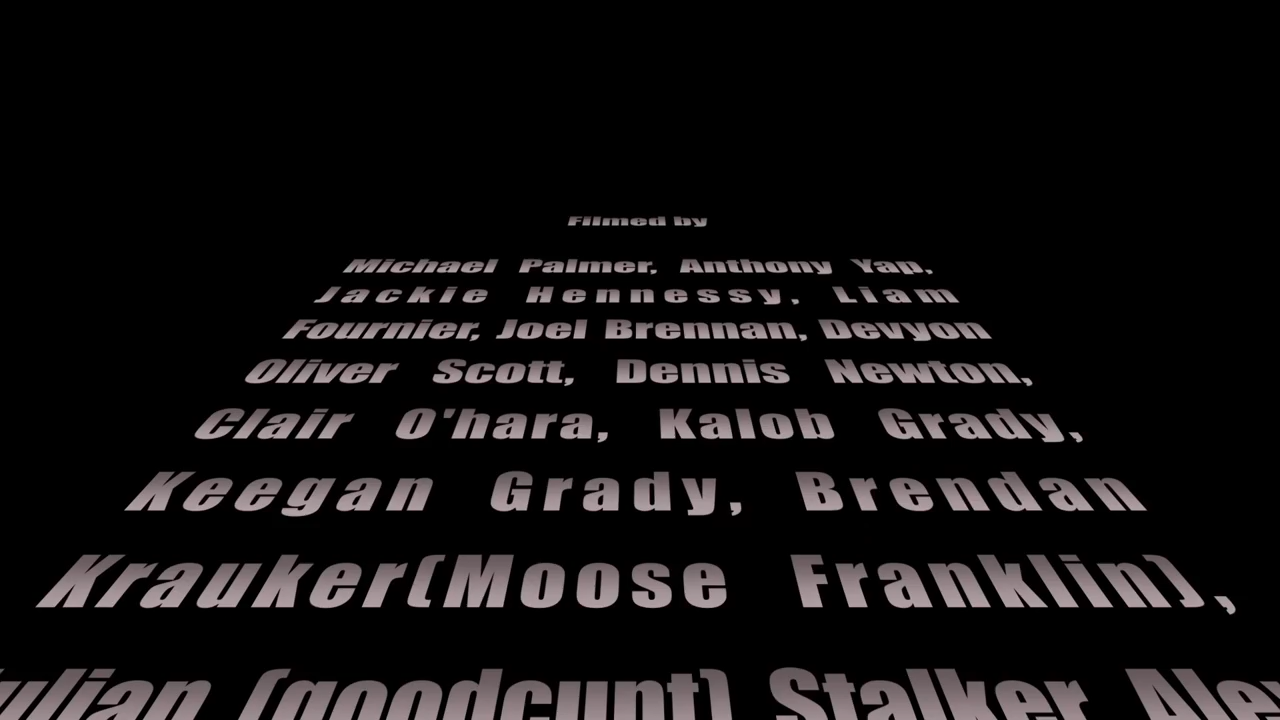 Filmed by
Michael Palmer, Anthony Yap,
Jackie Hennessy, Liam
Fournier, Joel Brennan, Devyon
Oliver Scott, Dennis Newton,
Clair O'hara, Kalob Grady,
Keegan Grady, Brendan
Krauker(Moose Franklin),
(goodcunt) Stalker